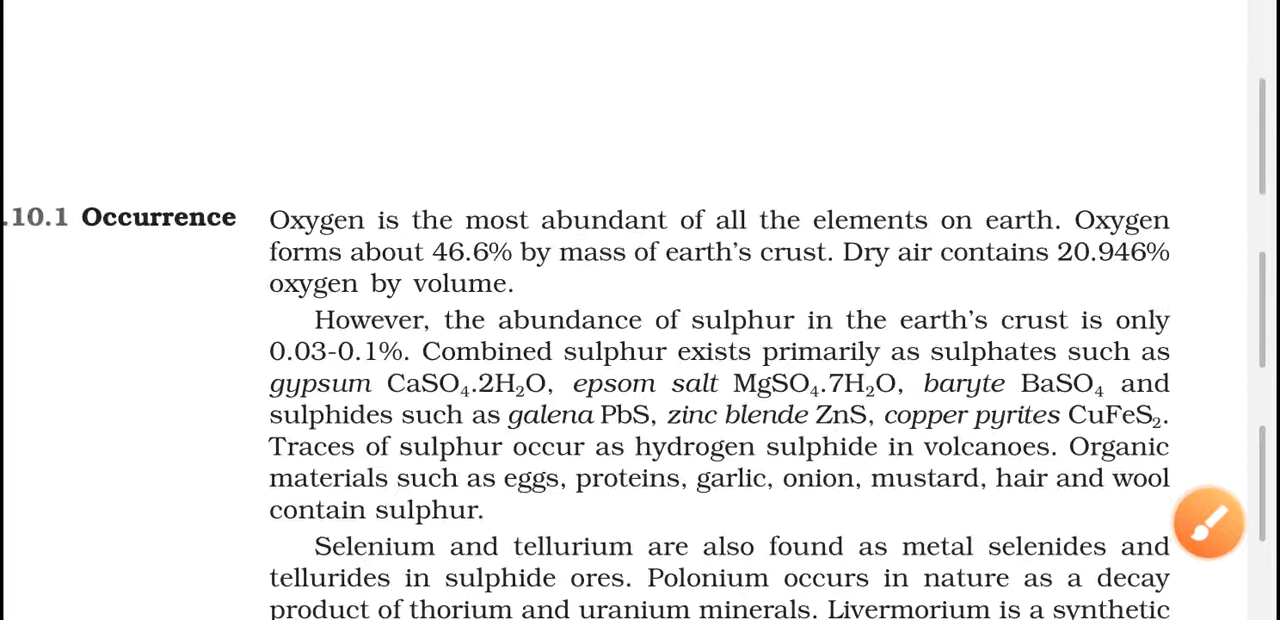 .10.1 Occurrence
Oxygen is the most abundant of all the elements on earth. Oxygen
forms about 46.6% by mass of earth's crust. Dry air contains 20.946%
oxygen by volume.
However, the abundance of sulphur in the earth's crust is only
0.03-0.1%. Combined sulphur exists primarily as sulphates such as
gypsum CaSO₄.2H₂O, epsom salt MgSO₄.7H₂O, baryte BaSO₄ and
sulphides such as galena PbS, zinc blende ZnS, copper pyrites CuFeS₂.
Traces of sulphur occur as hydrogen sulphide in volcanoes. Organic
materials such as eggs, proteins, garlic, onion, mustard, hair and wool
contain sulphur.
Selenium and tellurium are also found as metal selenides and
tellurides in sulphide ores. Polonium occurs in nature as a decay
product of thorium and uranium minerals. Livermorium is a synthetic